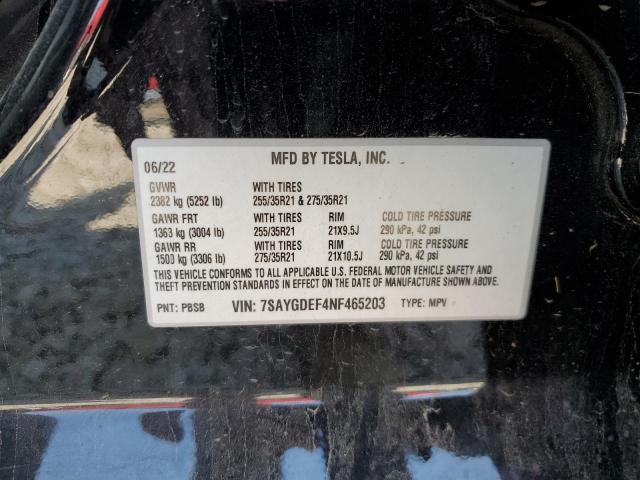 06/22 MFD BY TESLA, INC.
GVWR WITH TIRES
2382 kg (5252 lb) 255/35R21 & 275/35R21
GAWR FRT WITH TIRES RIM COLD TIRE PRESSURE
1363 kg (3004 lb) 255/35R21 21X9.5J 290 kPa, 42 psi
GAWR RR WITH TIRES RIM COLD TIRE PRESSURE
1500 kg (3306 lb) 275/35R21 21X10.5J 290 kPa, 42 psi
THIS VEHICLE CONFORMS TO ALL APPLICABLE U.S. FEDERAL MOTOR VEHICLE SAFETY AND
THEFT PREVENTION STANDARDS IN EFFECT ON THE DATE OF MANUFACTURE SHOWN ABOVE.
PNT: PBSB VIN: 7SAYGDEF4NF465203 TYPE: MPV